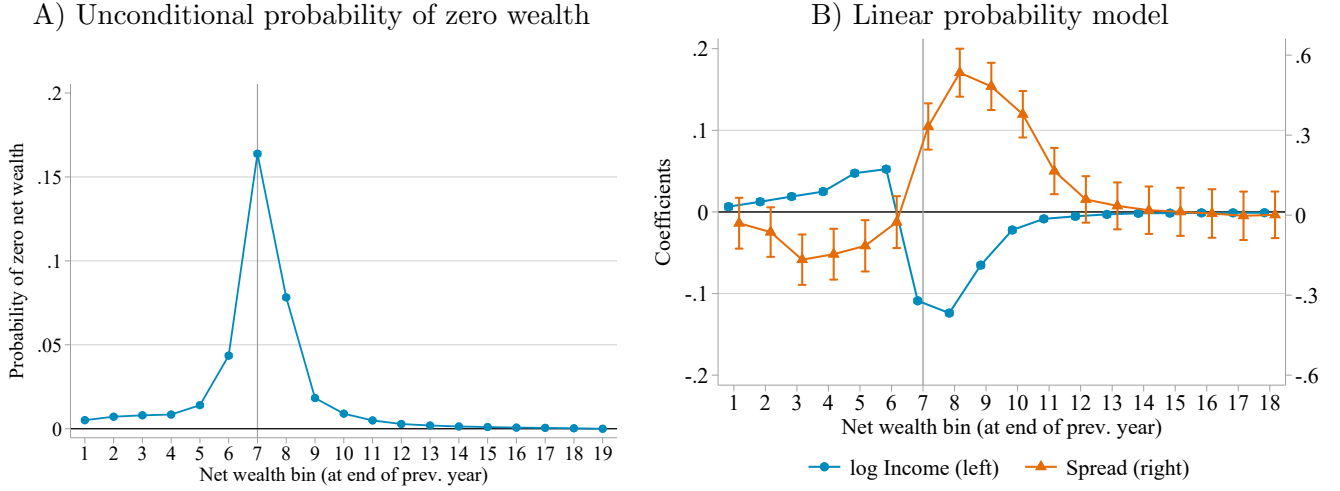 A) Unconditional probability of zero wealth
Probability of zero net wealth
.2
.15
.1
.05
0
1 2 3 4 5 6 7 8 9 10 11 12 13 14 15 16 17 18 19
Net wealth bin (at end of prev. year)
B) Linear probability model
Coefficients
.2
.1
0
-.1
-.2
.6
.3
0
-.3
-.6
1 2 3 4 5 6 7 8 9 10 11 12 13 14 15 16 17 18
Net wealth bin (at end of prev. year)
log Income (left) Spread (right)